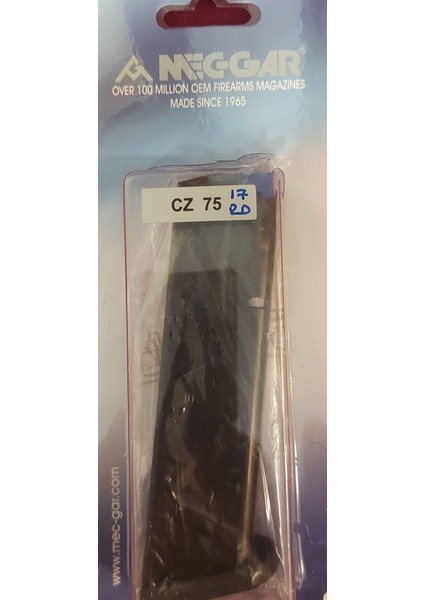 MEC-GAR
OVER 100 MILLION OEM FIREARMS MAGAZINES
MADE SINCE 1965
CZ 75
17
RD
www.mec-gar.com